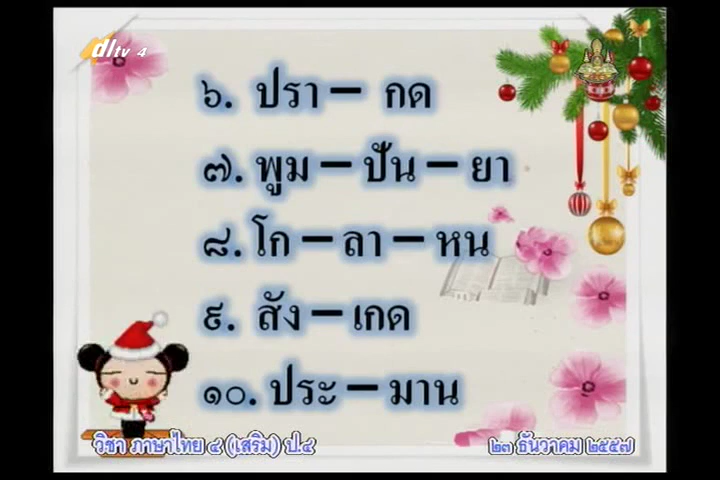 dltv 4
๖. ปรา – กด
๗. พูม – ปัน – ยา
๘. โก – ลา – หน
๙. สัง – เกด
๑๐. ประ – มาน
วิชา ภาษาไทย ๔ (เสริม) ป.๔ ๒๓ ธันวาคม ๒๕๕๗